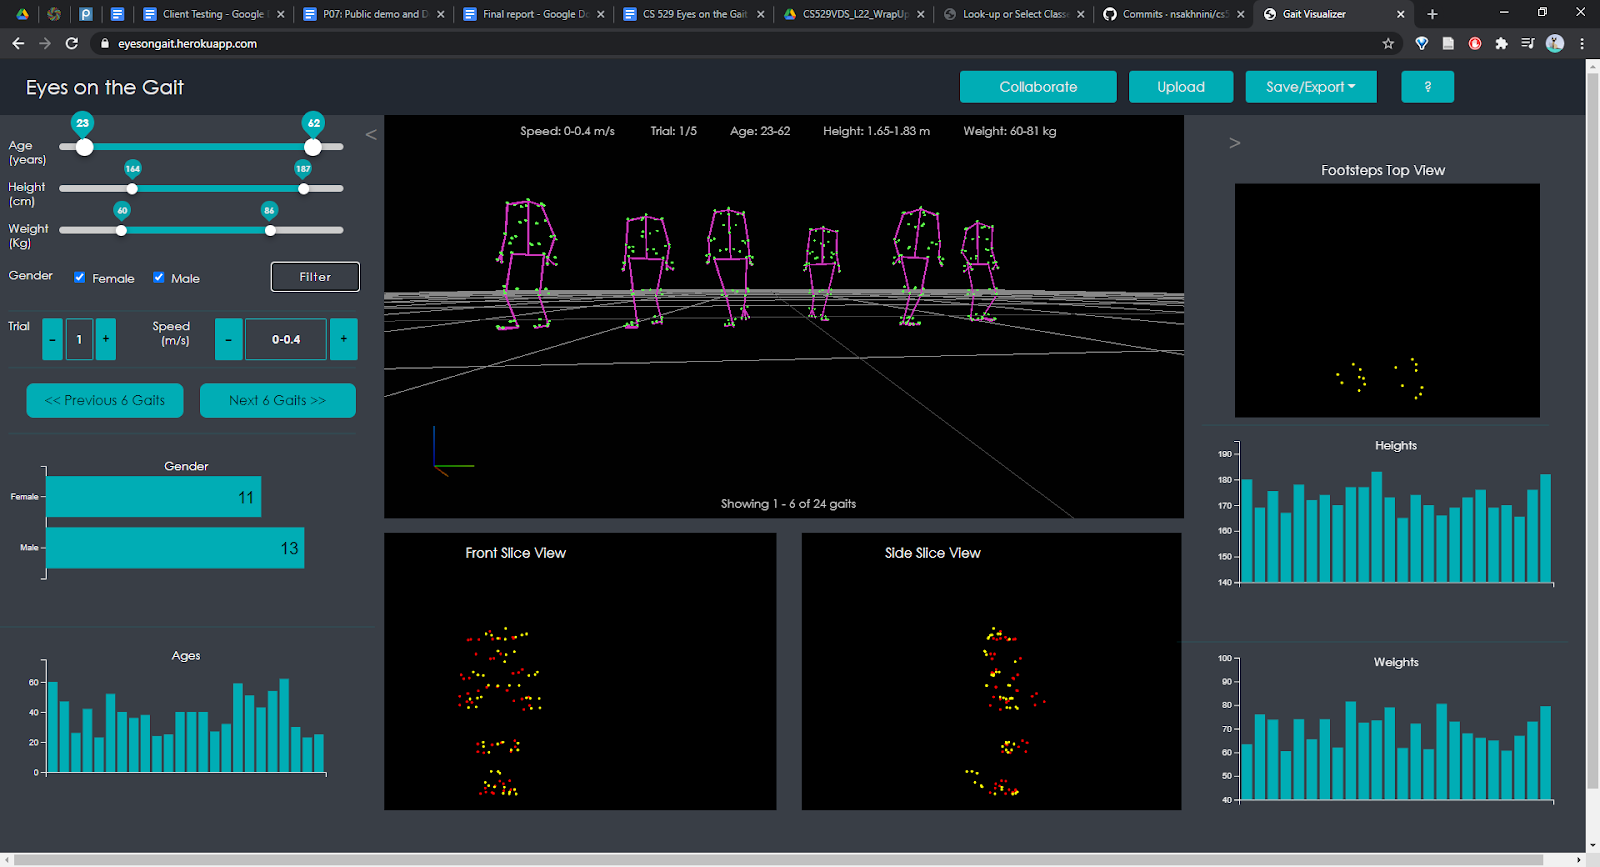 Client Testing - Google D
P07: Public demo and D
Final report - Google Do
CS 529 Eyes on the Gait
CS529VDS_L22_WrapUp
Look-up or Select Classe
Commits · nsakhnini/cs5
Gait Visualizer
eyesongait.herokuapp.com
Eyes on the Gait
Collaborate
Upload
Save/Export
?
23
62
Age
(years)
164
187
Height
(cm)
60
86
Weight
(Kg)
Gender
Female
Male
Filter
Trial
-
1
+
Speed
(m/s)
-
0-0.4
+
<< Previous 6 Gaits
Next 6 Gaits >>
Gender
Female
11
Male
13
Ages
60
40
20
0
<
Speed: 0-0.4 m/s
Trial: 1/5
Age: 23-62
Height: 1.65-1.83 m
Weight: 60-81 kg
Showing 1 - 6 of 24 gaits
Front Slice View
Side Slice View
>
Footsteps Top View
Heights
190
180
170
160
150
140
Weights
100
90
80
70
60
50
40